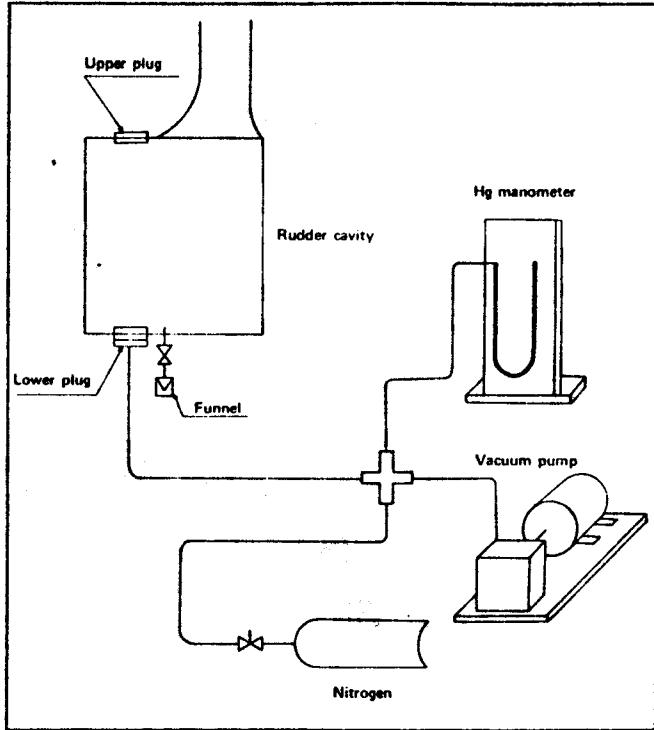 Upper plug
Hg manometer
Rudder cavity
Lower plug
Funnel
Vacuum pump
Nitrogen